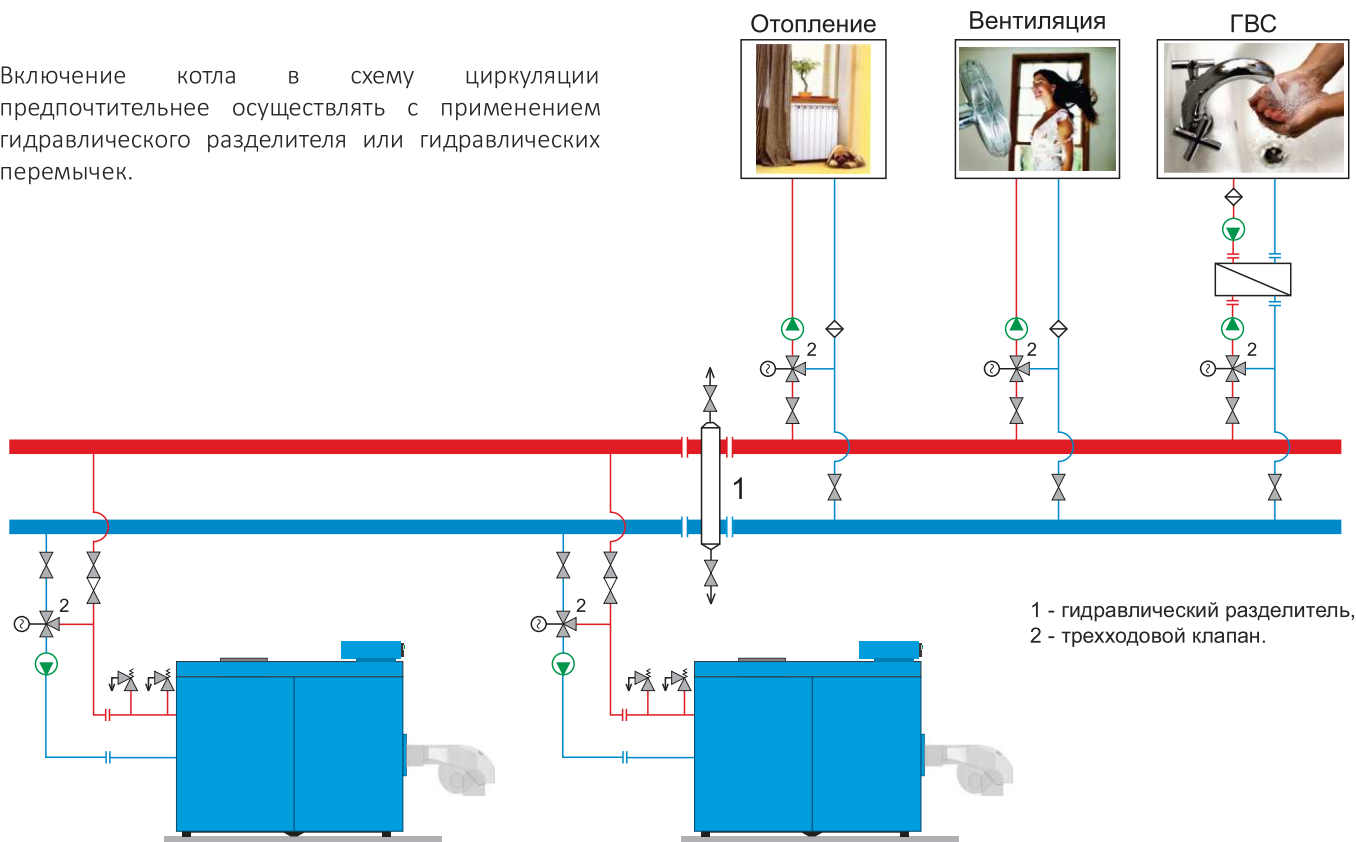 Отопление
Вентиляция
ГВС
Включение котла в схему циркуляции
предпочтительнее осуществлять с применением
гидравлического разделителя или гидравлических
перемычек.
2
2
2
1
2
2
1 - гидравлический разделитель,
2 - трехходовой клапан.